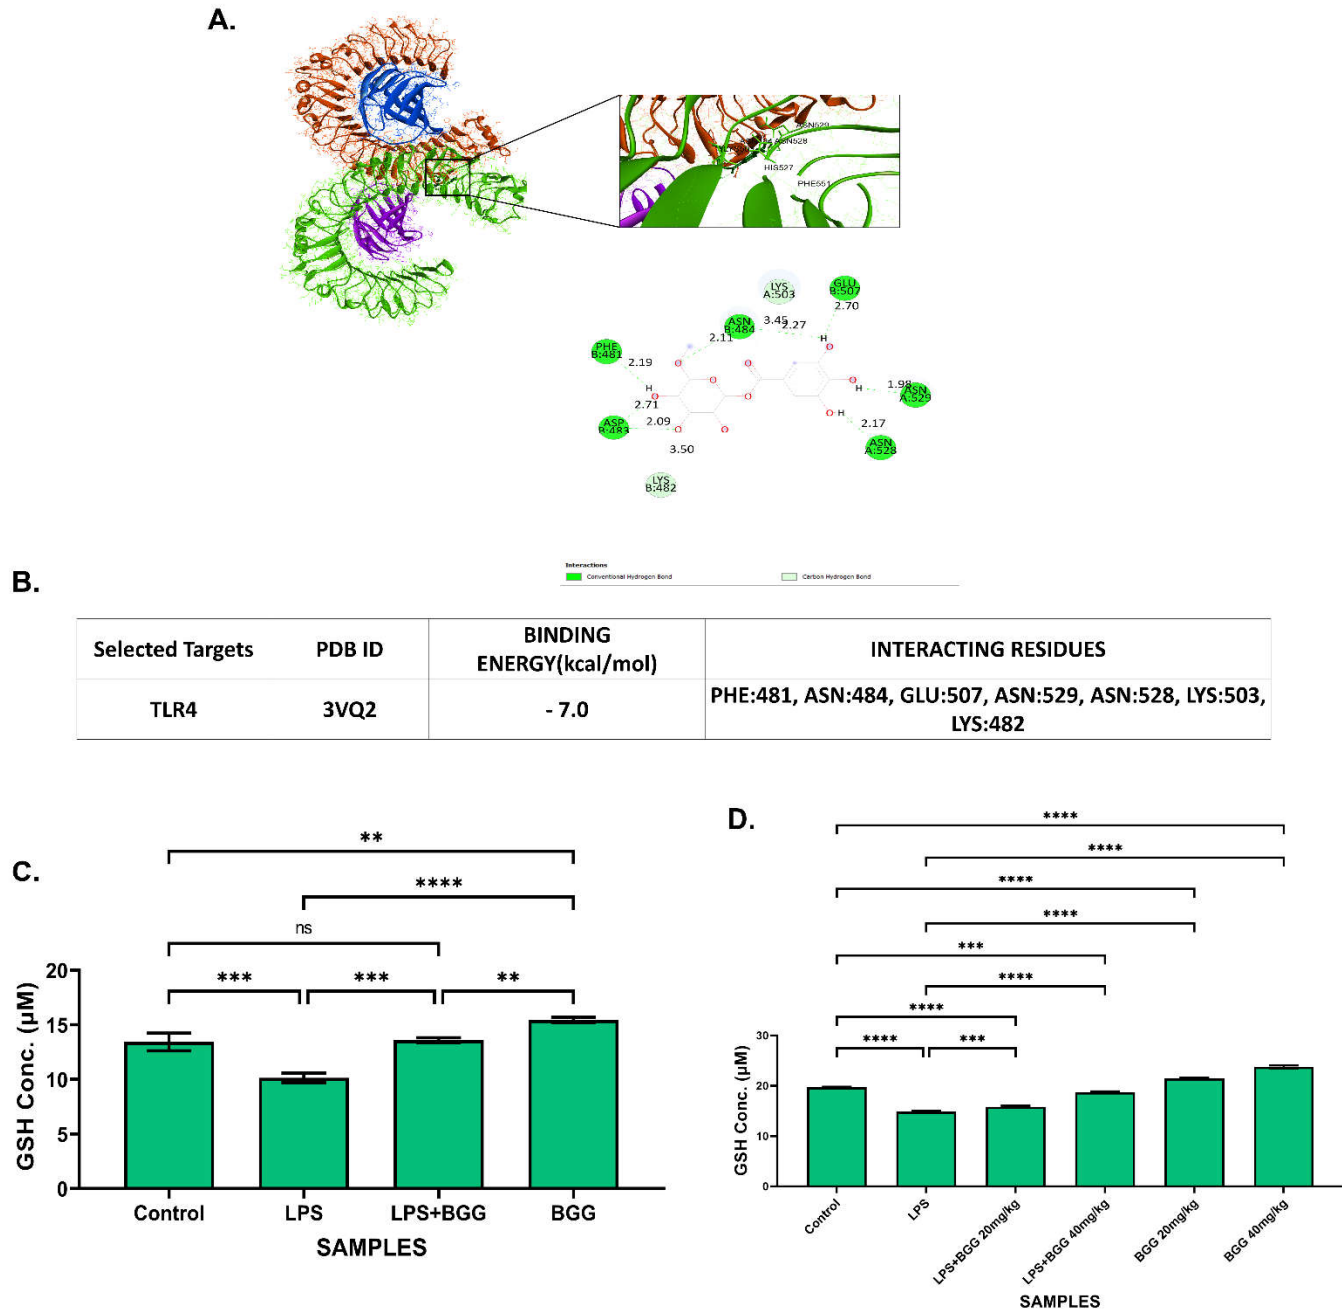 A.
ASN529
ASN528
HIS527
PHE551
LYS
A:503
GLU
B:507
2.70
3.45
2.27
ASN
B:484
2.11
PHE
B:481
2.19
H
O
O
O
O
O
H
O
O
H
1.98
ASN
A:529
2.71
ASP
B:483
2.09
O
O
O
H
2.17
ASN
A:528
3.50
LYS
B:482
Interactions
Conventional Hydrogen Bond
Carbon Hydrogen Bond
B.
Selected Targets PDB ID BINDING ENERGY(kcal/mol) INTERACTING RESIDUES
TLR4 3VQ2 - 7.0 PHE:481, ASN:484, GLU:507, ASN:529, ASN:528, LYS:503,
LYS:482
C.
**
****
ns
*** *** **
GSH Conc. (µM)
20
15
10
5
0
Control LPS LPS+BGG BGG
SAMPLES
D.
****
****
****
****
***
****
****
**** ***
GSH Conc. (µM)
30
20
10
0
Control LPS LPS+BGG 20mg/kg LPS+BGG 40mg/kg BGG 20mg/kg BGG 40mg/kg
SAMPLES